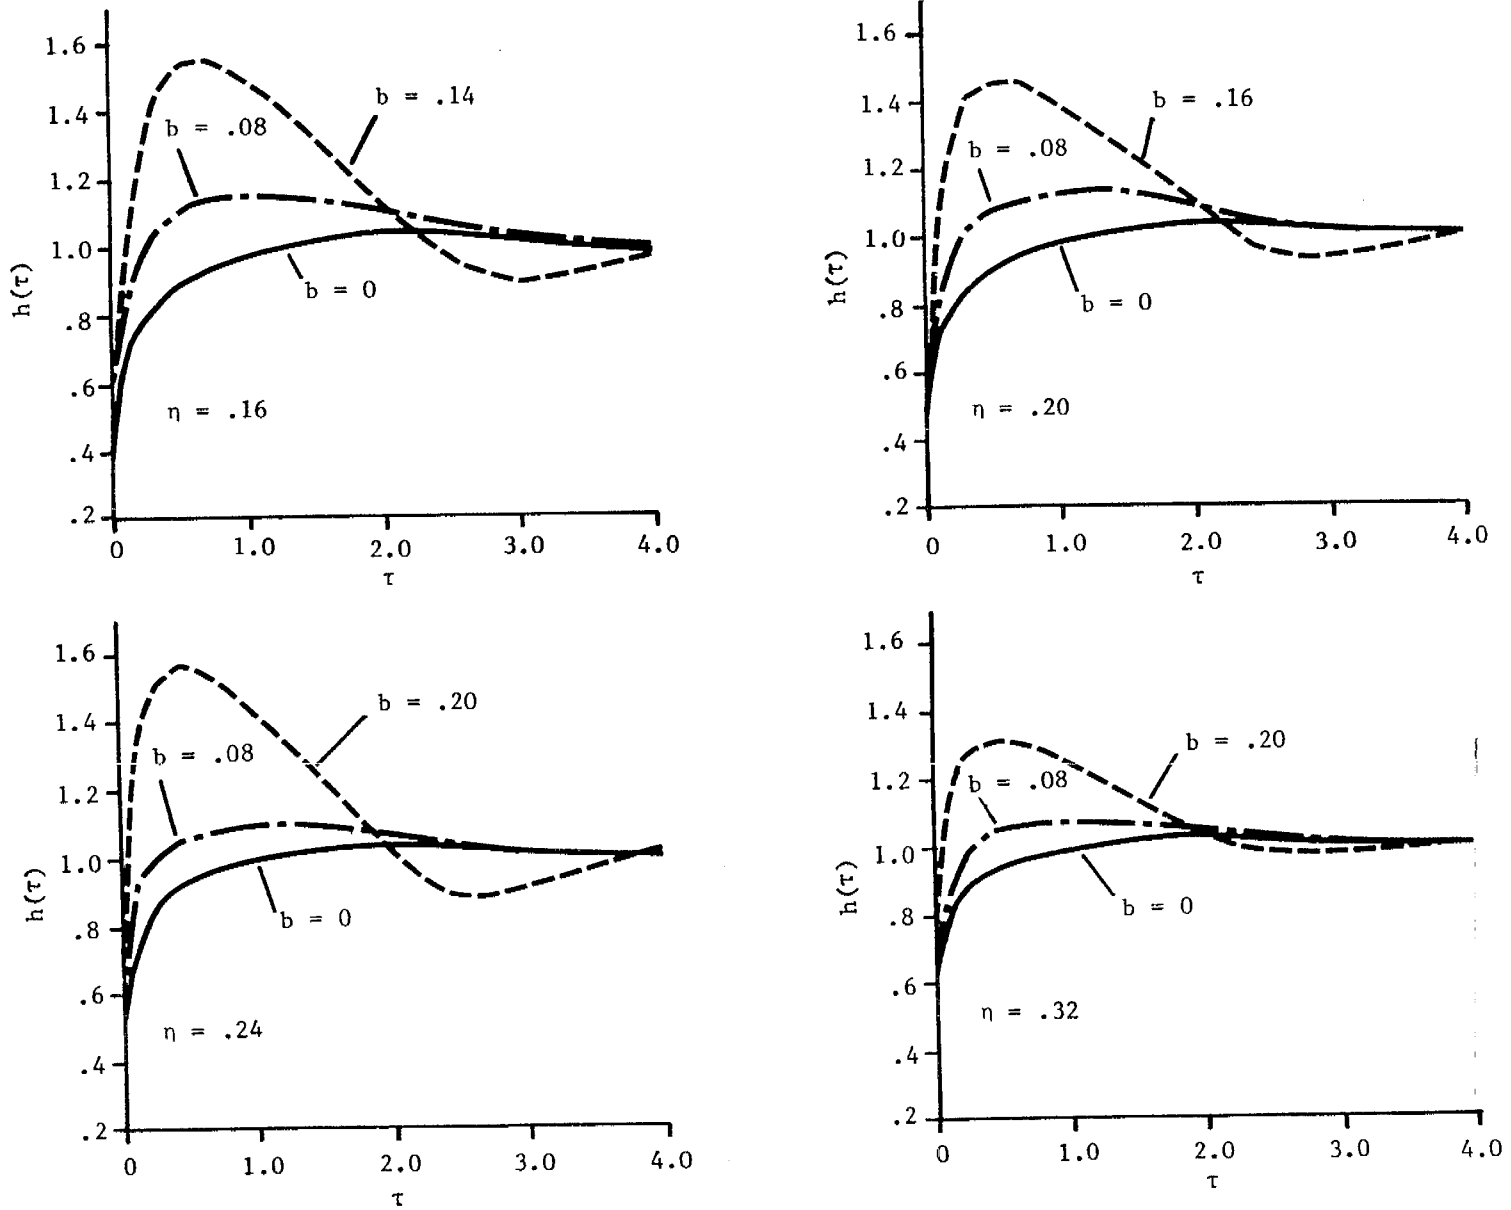 1.6
1.4
1.2
1.0
.8
.6
.4
.2
h(τ)
b = .14
b = .08
b = 0
η = .16
0
1.0
2.0
3.0
4.0
τ
1.6
1.4
1.2
1.0
.8
.6
.4
.2
h(τ)
b = .16
b = .08
b = 0
η = .20
0
1.0
2.0
3.0
4.0
τ
1.6
1.4
1.2
1.0
.8
.6
.4
.2
h(τ)
b = .20
b = .08
b = 0
η = .24
0
1.0
2.0
3.0
4.0
τ
1.6
1.4
1.2
1.0
.8
.6
.4
.2
h(τ)
b = .20
b = .08
b = 0
η = .32
0
1.0
2.0
3.0
4.0
τ